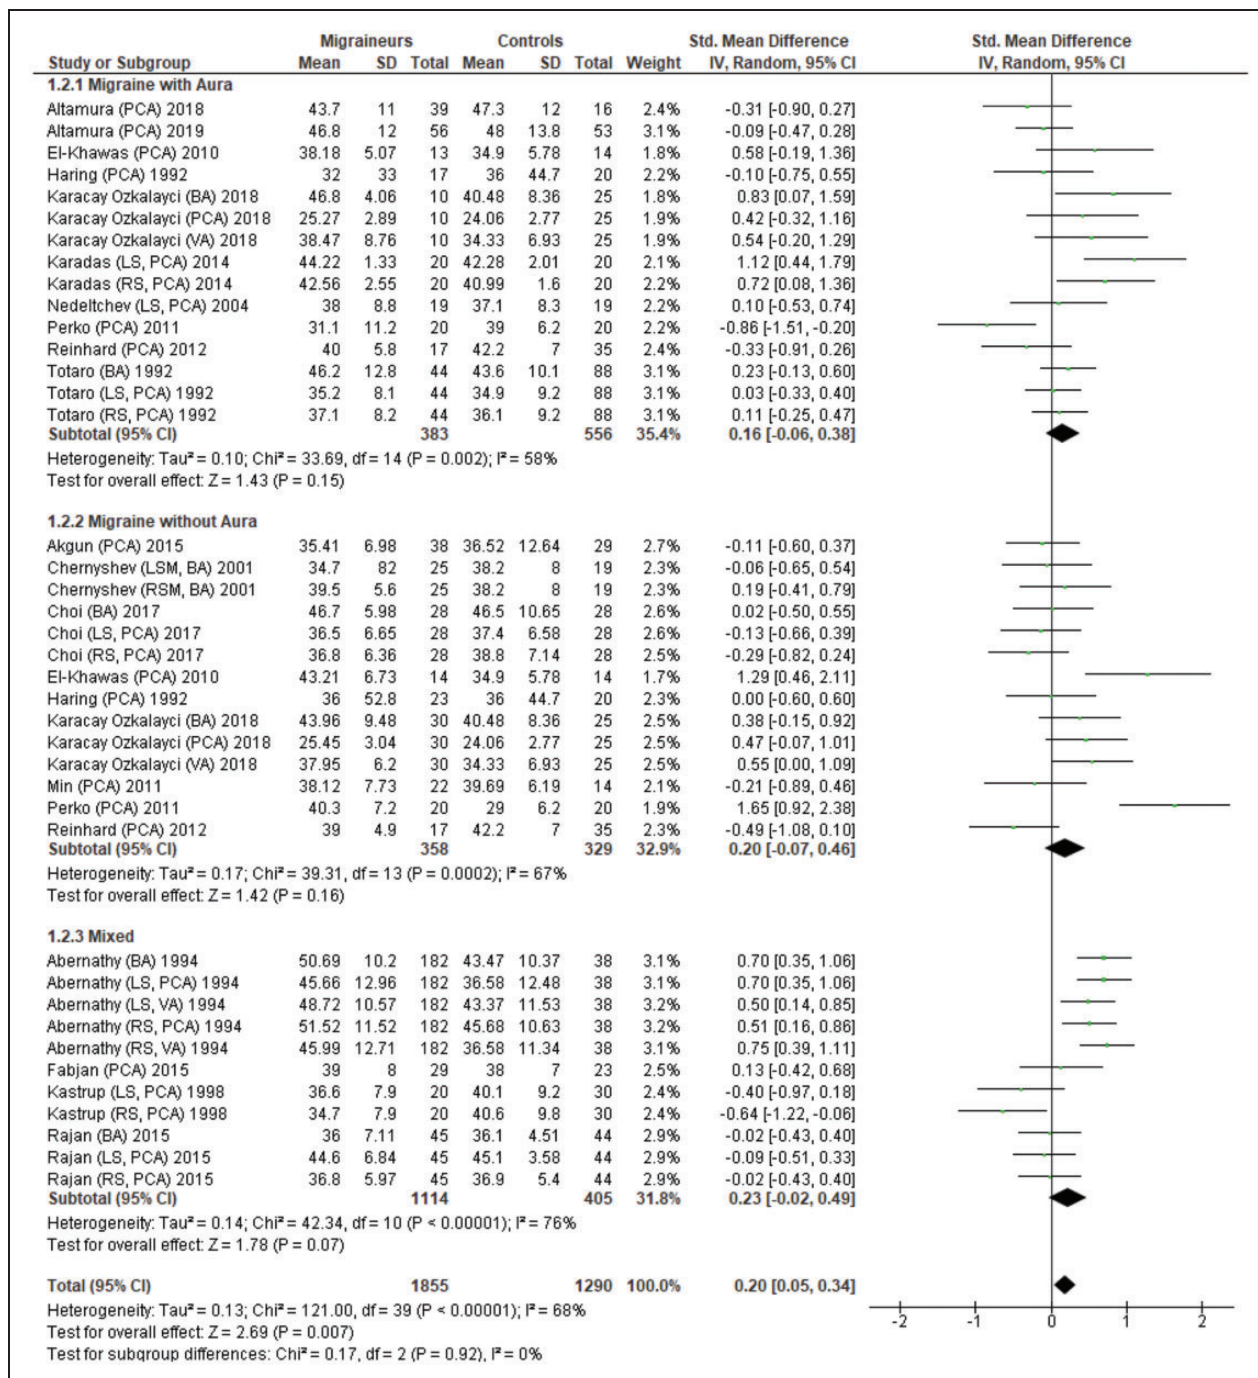 Migraineurs Controls Std. Mean Difference Std. Mean Difference
Study or Subgroup Mean SD Total Mean SD Total Weight IV, Random, 95% CI IV, Random, 95% CI
1.2.1 Migraine with Aura
Altamura (PCA) 2018 43.7 11 39 47.3 12 16 2.4% -0.31 [-0.90, 0.27]
Altamura (PCA) 2019 46.8 12 56 48 13.8 53 3.1% -0.09 [-0.47, 0.28]
El-Khawas (PCA) 2010 38.18 5.07 13 34.9 5.78 14 1.8% 0.58 [-0.19, 1.36]
Haring (PCA) 1992 32 33 17 36 44.7 20 2.2% -0.10 [-0.75, 0.55]
Karacay Ozkalayci (BA) 2018 46.8 4.06 10 40.48 8.36 25 1.8% 0.83 [0.07, 1.59]
Karacay Ozkalayci (PCA) 2018 25.27 2.89 10 24.06 2.77 25 1.9% 0.42 [-0.32, 1.16]
Karacay Ozkalayci (VA) 2018 38.47 8.76 10 34.33 6.93 25 1.9% 0.54 [-0.20, 1.29]
Karadas (LS, PCA) 2014 44.22 1.33 20 42.28 2.01 20 2.1% 1.12 [0.44, 1.79]
Karadas (RS, PCA) 2014 42.56 2.55 20 40.99 1.6 20 2.2% 0.72 [0.08, 1.36]
Nedeltchev (LS, PCA) 2004 38 8.8 19 37.1 8.3 19 2.2% 0.10 [-0.53, 0.74]
Perko (PCA) 2011 31.1 11.2 20 39 6.2 20 2.2% -0.86 [-1.51, -0.20]
Reinhard (PCA) 2012 40 5.8 17 42.2 7 35 2.4% -0.33 [-0.91, 0.26]
Totaro (BA) 1992 46.2 12.8 44 43.6 10.1 88 3.1% 0.23 [-0.13, 0.60]
Totaro (LS, PCA) 1992 35.2 8.1 44 34.9 9.2 88 3.1% 0.03 [-0.33, 0.40]
Totaro (RS, PCA) 1992 37.1 8.2 44 36.1 9.2 88 3.1% 0.11 [-0.25, 0.47]
Subtotal (95% CI) 383 556 35.4% 0.16 [-0.06, 0.38]
Heterogeneity: Tau² = 0.10; Chi² = 33.69, df = 14 (P = 0.002); I² = 58%
Test for overall effect: Z = 1.43 (P = 0.15)
1.2.2 Migraine without Aura
Akgun (PCA) 2015 35.41 6.98 38 36.52 12.64 29 2.7% -0.11 [-0.60, 0.37]
Chernyshev (LSM, BA) 2001 34.7 82 25 38.2 8 19 2.3% -0.06 [-0.65, 0.54]
Chernyshev (RSM, BA) 2001 39.5 5.6 25 38.2 8 19 2.3% 0.19 [-0.41, 0.79]
Choi (BA) 2017 46.7 5.98 28 46.5 10.65 28 2.6% 0.02 [-0.50, 0.55]
Choi (LS, PCA) 2017 36.5 6.65 28 37.4 6.58 28 2.6% -0.13 [-0.66, 0.39]
Choi (RS, PCA) 2017 36.8 6.36 28 38.8 7.14 28 2.5% -0.29 [-0.82, 0.24]
El-Khawas (PCA) 2010 43.21 6.73 14 34.9 5.78 14 1.7% 1.29 [0.46, 2.11]
Haring (PCA) 1992 36 52.8 23 36 44.7 20 2.3% 0.00 [-0.60, 0.60]
Karacay Ozkalayci (BA) 2018 43.96 9.48 30 40.48 8.36 25 2.5% 0.38 [-0.15, 0.92]
Karacay Ozkalayci (PCA) 2018 25.45 3.04 30 24.06 2.77 25 2.5% 0.47 [-0.07, 1.01]
Karacay Ozkalayci (VA) 2018 37.95 6.2 30 34.33 6.93 25 2.5% 0.55 [0.00, 1.09]
Min (PCA) 2011 38.12 7.73 22 39.69 6.19 14 2.1% -0.21 [-0.89, 0.46]
Perko (PCA) 2011 40.3 7.2 20 29 6.2 20 1.9% 1.65 [0.92, 2.38]
Reinhard (PCA) 2012 39 4.9 17 42.2 7 35 2.3% -0.49 [-1.08, 0.10]
Subtotal (95% CI) 358 329 32.9% 0.20 [-0.07, 0.46]
Heterogeneity: Tau² = 0.17; Chi² = 39.31, df = 13 (P = 0.0002); I² = 67%
Test for overall effect: Z = 1.42 (P = 0.16)
1.2.3 Mixed
Abernathy (BA) 1994 50.69 10.2 182 43.47 10.37 38 3.1% 0.70 [0.35, 1.06]
Abernathy (LS, PCA) 1994 45.66 12.96 182 36.58 12.48 38 3.1% 0.70 [0.35, 1.06]
Abernathy (LS, VA) 1994 48.72 10.57 182 43.37 11.53 38 3.2% 0.50 [0.14, 0.85]
Abernathy (RS, PCA) 1994 51.52 11.52 182 45.68 10.63 38 3.2% 0.51 [0.16, 0.86]
Abernathy (RS, VA) 1994 45.99 12.71 182 36.58 11.34 38 3.1% 0.75 [0.39, 1.11]
Fabjan (PCA) 2015 39 8 29 38 7 23 2.5% 0.13 [-0.42, 0.68]
Kastrup (LS, PCA) 1998 36.6 7.9 20 40.1 9.2 30 2.4% -0.40 [-0.97, 0.18]
Kastrup (RS, PCA) 1998 34.7 7.9 20 40.6 9.8 30 2.4% -0.64 [-1.22, -0.06]
Rajan (BA) 2015 36 7.11 45 36.1 4.51 44 2.9% -0.02 [-0.43, 0.40]
Rajan (LS, PCA) 2015 44.6 6.84 45 45.1 3.58 44 2.9% -0.09 [-0.51, 0.33]
Rajan (RS, PCA) 2015 36.8 5.97 45 36.9 5.4 44 2.9% -0.02 [-0.43, 0.40]
Subtotal (95% CI) 1114 405 31.8% 0.23 [-0.02, 0.49]
Heterogeneity: Tau² = 0.14; Chi² = 42.34, df = 10 (P < 0.00001); I² = 76%
Test for overall effect: Z = 1.78 (P = 0.07)
Total (95% CI) 1855 1290 100.0% 0.20 [0.05, 0.34]
Heterogeneity: Tau² = 0.13; Chi² = 121.00, df = 39 (P < 0.00001); I² = 68%
Test for overall effect: Z = 2.69 (P = 0.007)
Test for subgroup differences: Chi² = 0.17, df = 2 (P = 0.92), I² = 0%
-2 -1 0 1 2